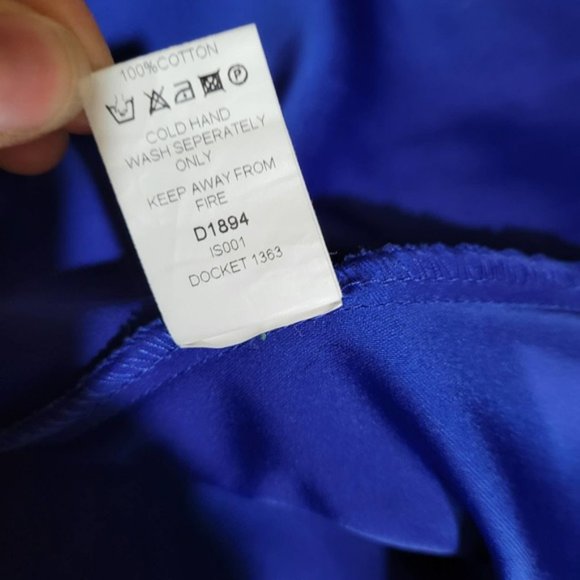 100%COTTON
P
COLD HAND
WASH SEPERATELY
ONLY
KEEP AWAY FROM
FIRE
D1894
IS001
DOCKET 1363